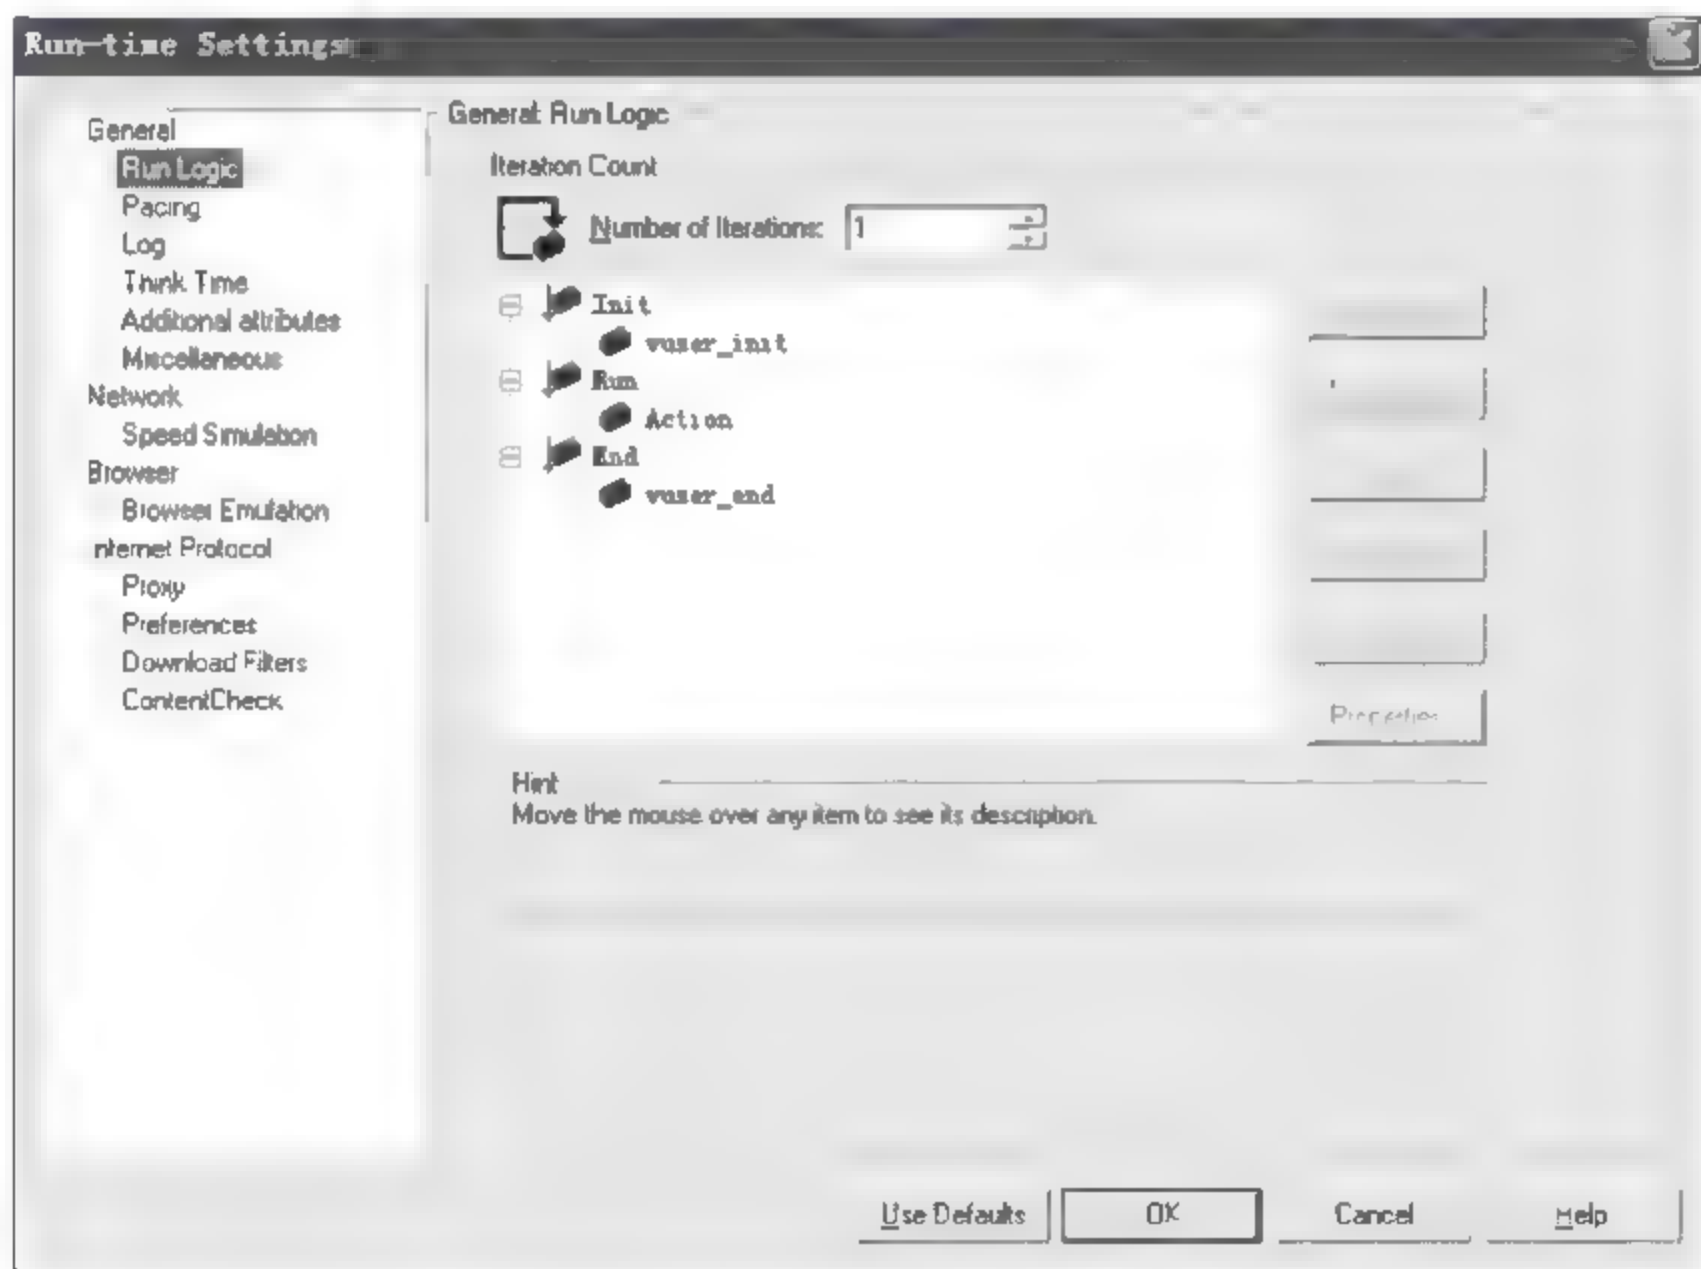 Run-time Settings
General
Run Logic
Pacing
Log
Think Time
Additional attributes
Miscellaneous
Network
Speed Simulation
Browser
Browser Emulation
nternet Protocol
Proxy
Preferences
Download Filters
ContentCheck
General: Run Logic
Iteration Count
Number of Iterations: 1
Init
vuser_init
Run
Action
End
vuser_end
Properties
Hint
Move the mouse over any item to see its description.
Use Defaults OK Cancel Help